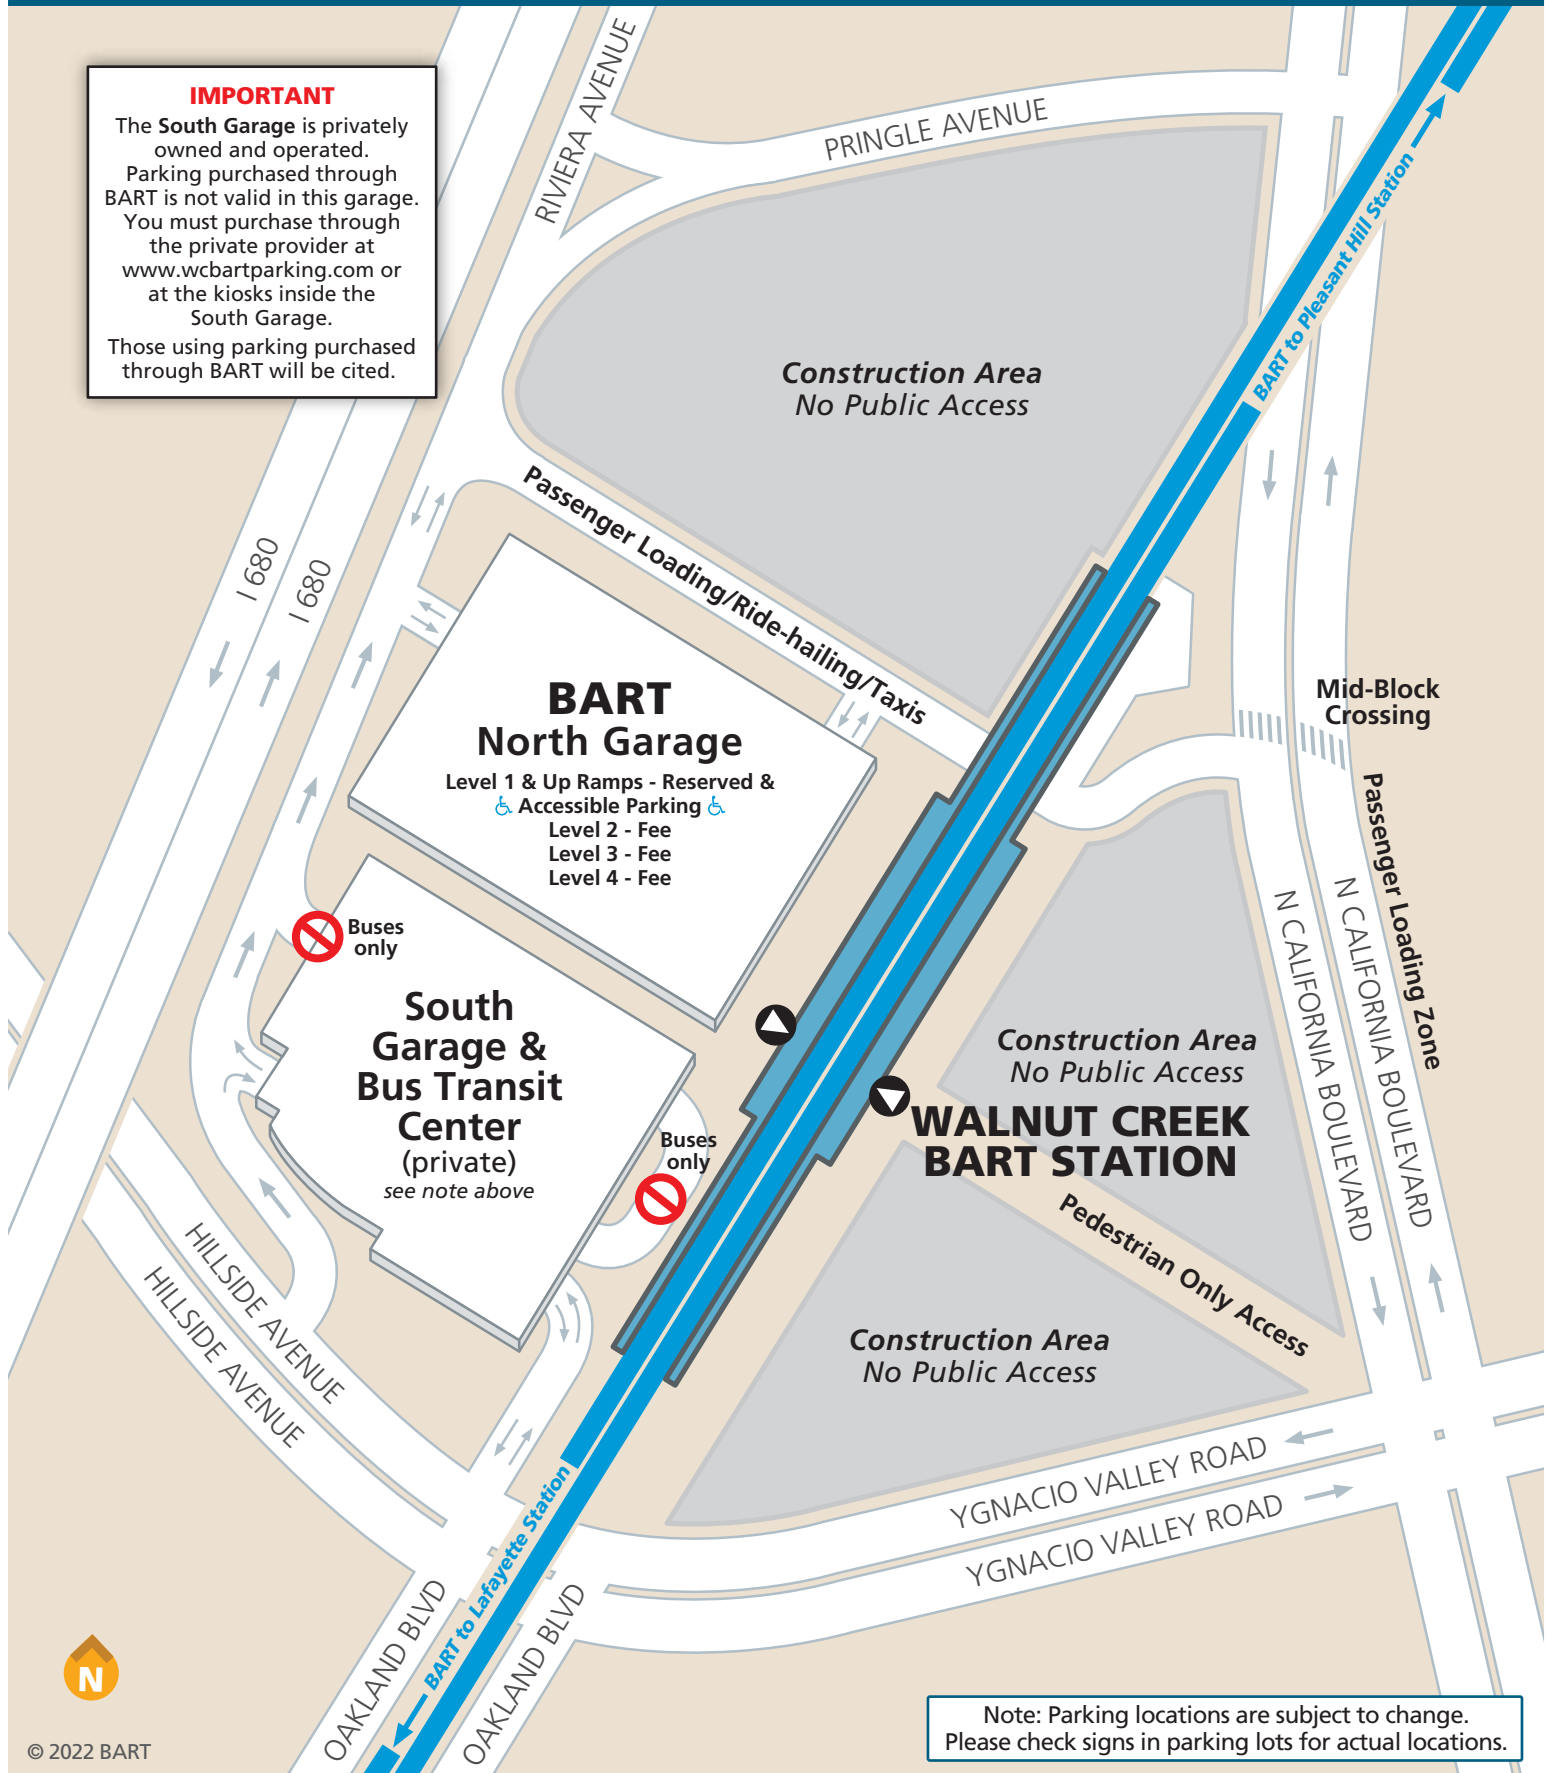 IMPORTANT
The South Garage is privately
owned and operated.
Parking purchased through
BART is not valid in this garage.
You must purchase through
the private provider at
www.wcbartparking.com or
at the kiosks inside the
South Garage.
Those using parking purchased
through BART will be cited.
RIVIERA AVENUE
PRINGLE AVENUE
BART to Pleasant Hill Station
Construction Area
No Public Access
Passenger Loading/Ride-hailing/Taxis
I 680
I 680
BART
North Garage
Level 1 & Up Ramps - Reserved &
Accessible Parking
Level 2 - Fee
Level 3 - Fee
Level 4 - Fee
Mid-Block
Crossing
Passenger Loading Zone
N CALIFORNIA BOULEVARD
N CALIFORNIA BOULEVARD
Buses
only
South
Garage &
Bus Transit
Center
(private)
see note above
Buses
only
Construction Area
No Public Access
WALNUT CREEK
BART STATION
Pedestrian Only Access
Construction Area
No Public Access
HILLSIDE AVENUE
HILLSIDE AVENUE
YGNACIO VALLEY ROAD
YGNACIO VALLEY ROAD
BART to Lafayette Station
OAKLAND BLVD
OAKLAND BLVD
N
© 2022 BART
Note: Parking locations are subject to change.
Please check signs in parking lots for actual locations.